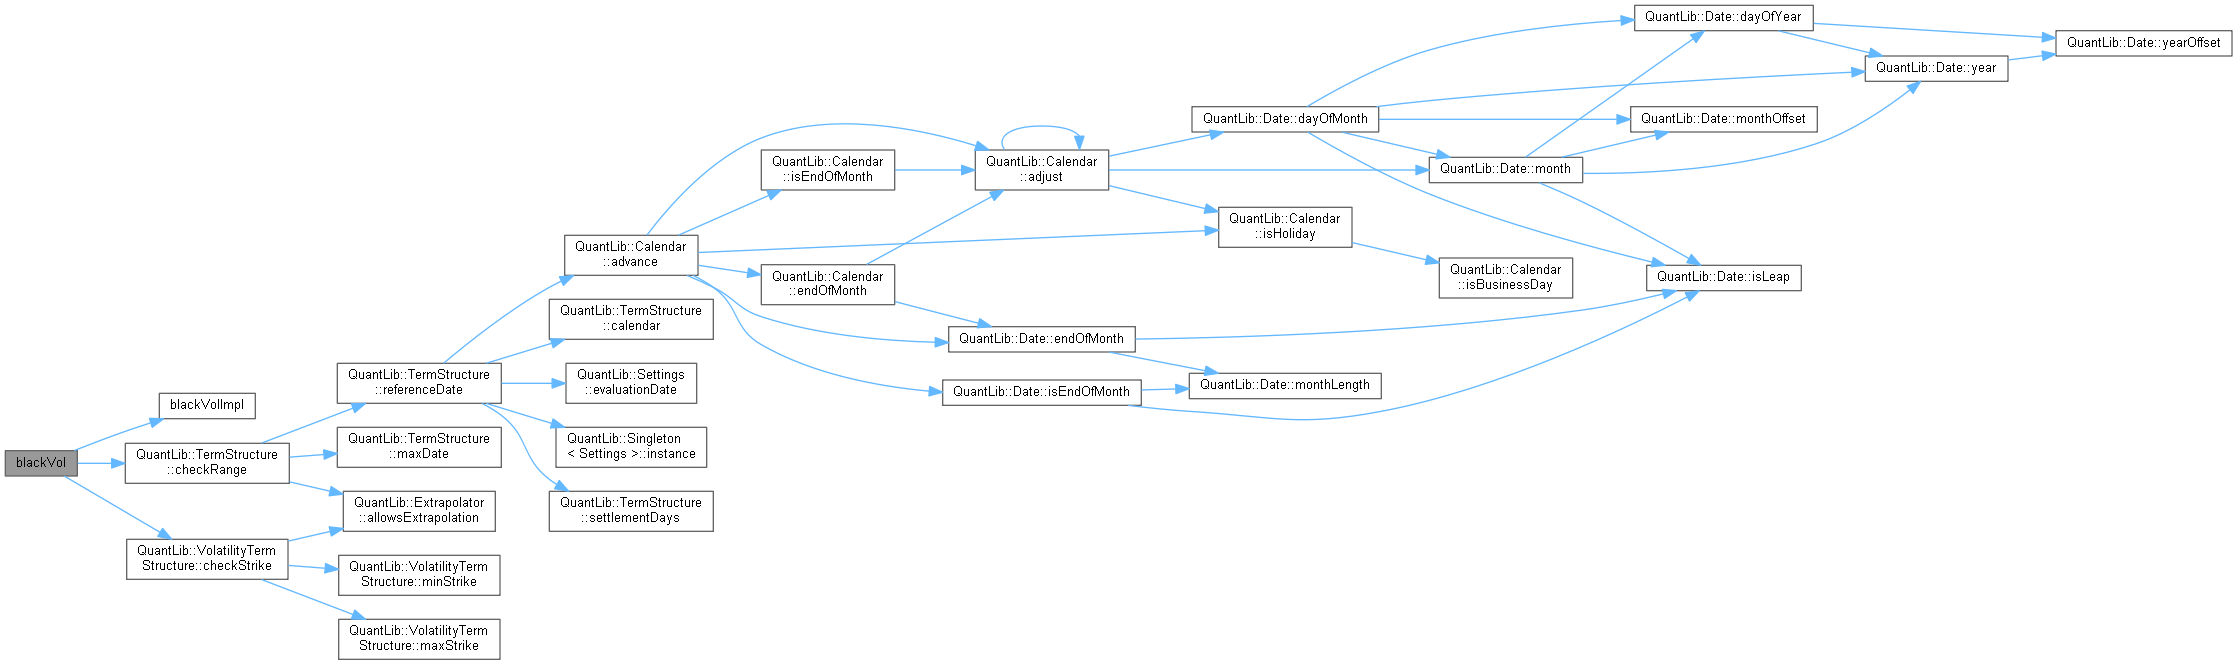 blackVol
blackVolImpl
QuantLib::TermStructure
::checkRange
QuantLib::VolatilityTerm
Structure::checkStrike
QuantLib::TermStructure
::referenceDate
QuantLib::TermStructure
::maxDate
QuantLib::Extrapolator
::allowsExtrapolation
QuantLib::VolatilityTerm
Structure::minStrike
QuantLib::VolatilityTerm
Structure::maxStrike
QuantLib::Calendar
::advance
QuantLib::TermStructure
::calendar
QuantLib::Settings
::evaluationDate
QuantLib::Singleton
< Settings >::instance
QuantLib::TermStructure
::settlementDays
QuantLib::Calendar
::isEndOfMonth
QuantLib::Calendar
::endOfMonth
QuantLib::Calendar
::adjust
QuantLib::Date::endOfMonth
QuantLib::Date::isEndOfMonth
QuantLib::Date::dayOfMonth
QuantLib::Calendar
::isHoliday
QuantLib::Date::monthLength
QuantLib::Date::month
QuantLib::Calendar
::isBusinessDay
QuantLib::Date::dayOfYear
QuantLib::Date::monthOffset
QuantLib::Date::isLeap
QuantLib::Date::year
QuantLib::Date::yearOffset